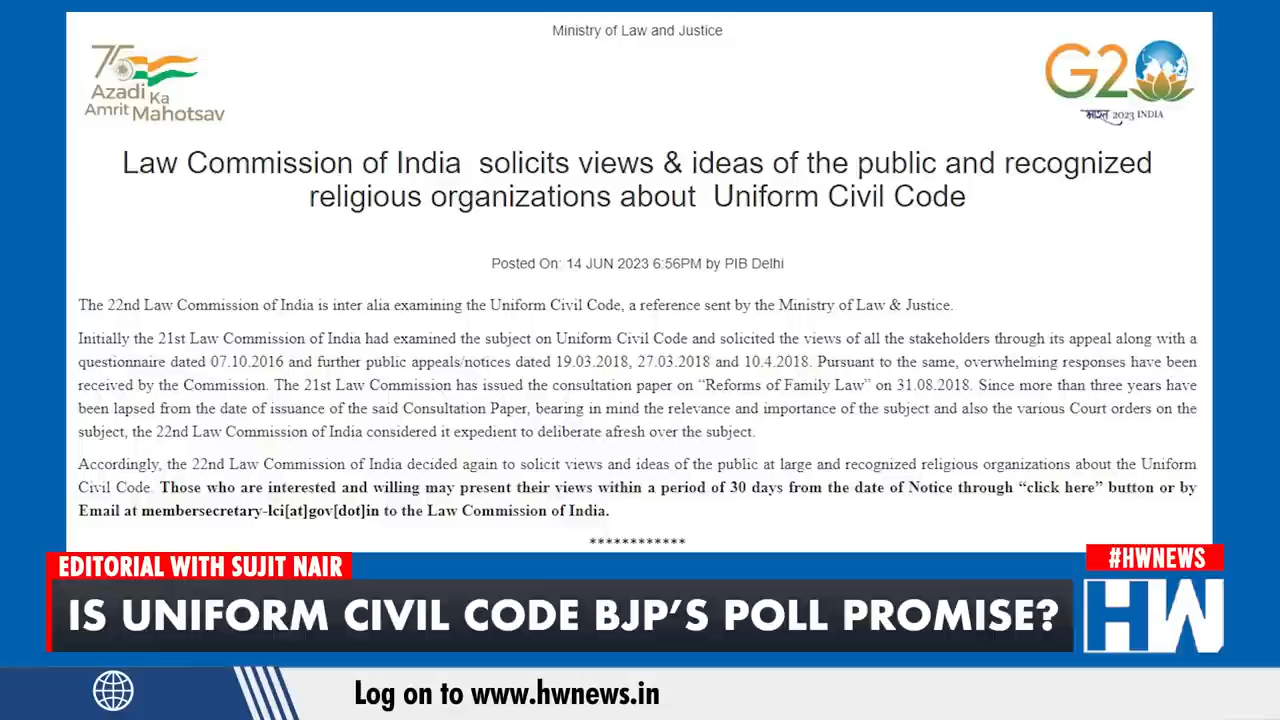 Ministry of Law and Justice
75
Azadi Ka
Amrit Mahotsav
G20
भारत 2023 INDIA
Law Commission of India solicits views & ideas of the public and recognized
religious organizations about Uniform Civil Code
Posted On: 14 JUN 2023 6:56PM by PIB Delhi
The 22nd Law Commission of India is inter alia examining the Uniform Civil Code, a reference sent by the Ministry of Law & Justice.
Initially the 21st Law Commission of India had examined the subject on Uniform Civil Code and solicited the views of all the stakeholders through its appeal along with a
questionnaire dated 07.10.2016 and further public appeals/notices dated 19.03.2018, 27.03.2018 and 10.4.2018. Pursuant to the same, overwhelming responses have been
received by the Commission. The 21st Law Commission has issued the consultation paper on “Reforms of Family Law” on 31.08.2018. Since more than three years have
been lapsed from the date of issuance of the said Consultation Paper, bearing in mind the relevance and importance of the subject and also the various Court orders on the
subject, the 22nd Law Commission of India considered it expedient to deliberate afresh over the subject.
Accordingly, the 22nd Law Commission of India decided again to solicit views and ideas of the public at large and recognized religious organizations about the Uniform
Civil Code. Those who are interested and willing may present their views within a period of 30 days from the date of Notice through “click here” button or by
Email at membersecretary-lci[at]gov[dot]in to the Law Commission of India.
************
EDITORIAL WITH SUJIT NAIR
#HWNEWS
IS UNIFORM CIVIL CODE BJP’S POLL PROMISE?
HW
Log on to www.hwnews.in